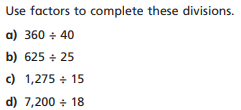 Use factors to complete these divisions.
a) 360 ÷ 40
b) 625 ÷ 25
c) 1,275 ÷ 15
d) 7,200 ÷ 18